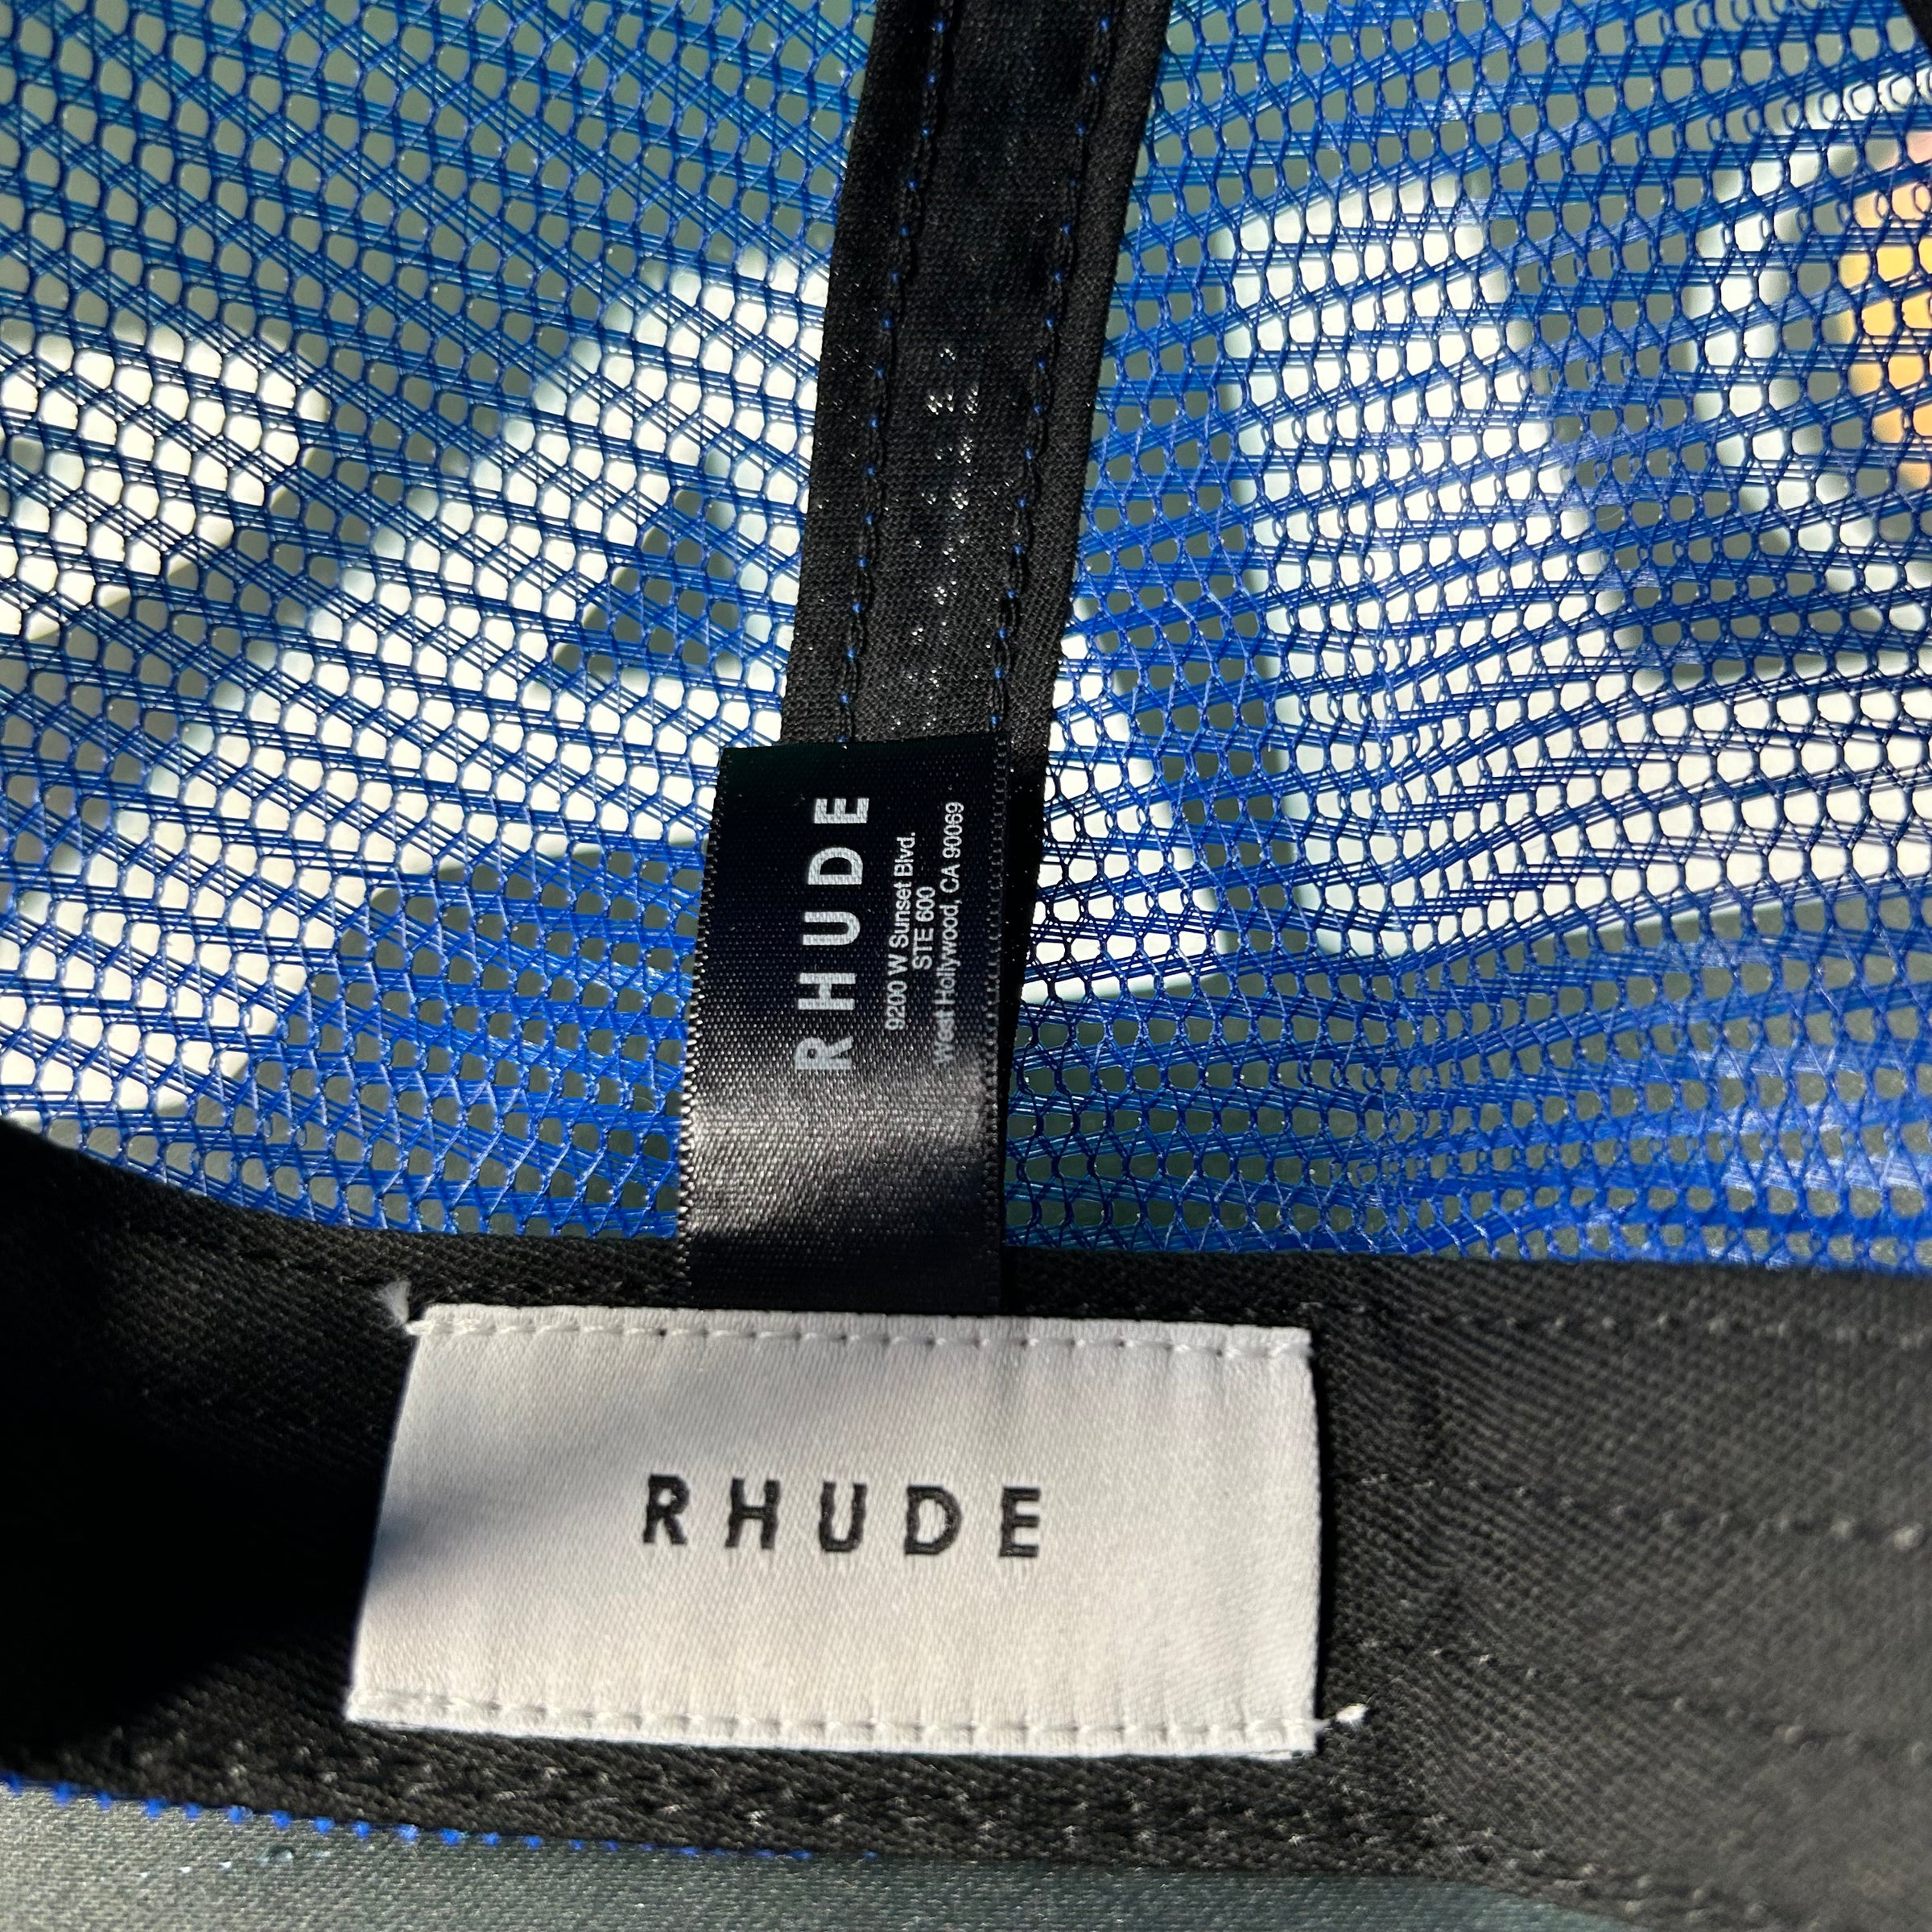 RHUDE
9200 W Sunset Blvd.
STE 600
West Hollywood, CA 90069
RHUDE